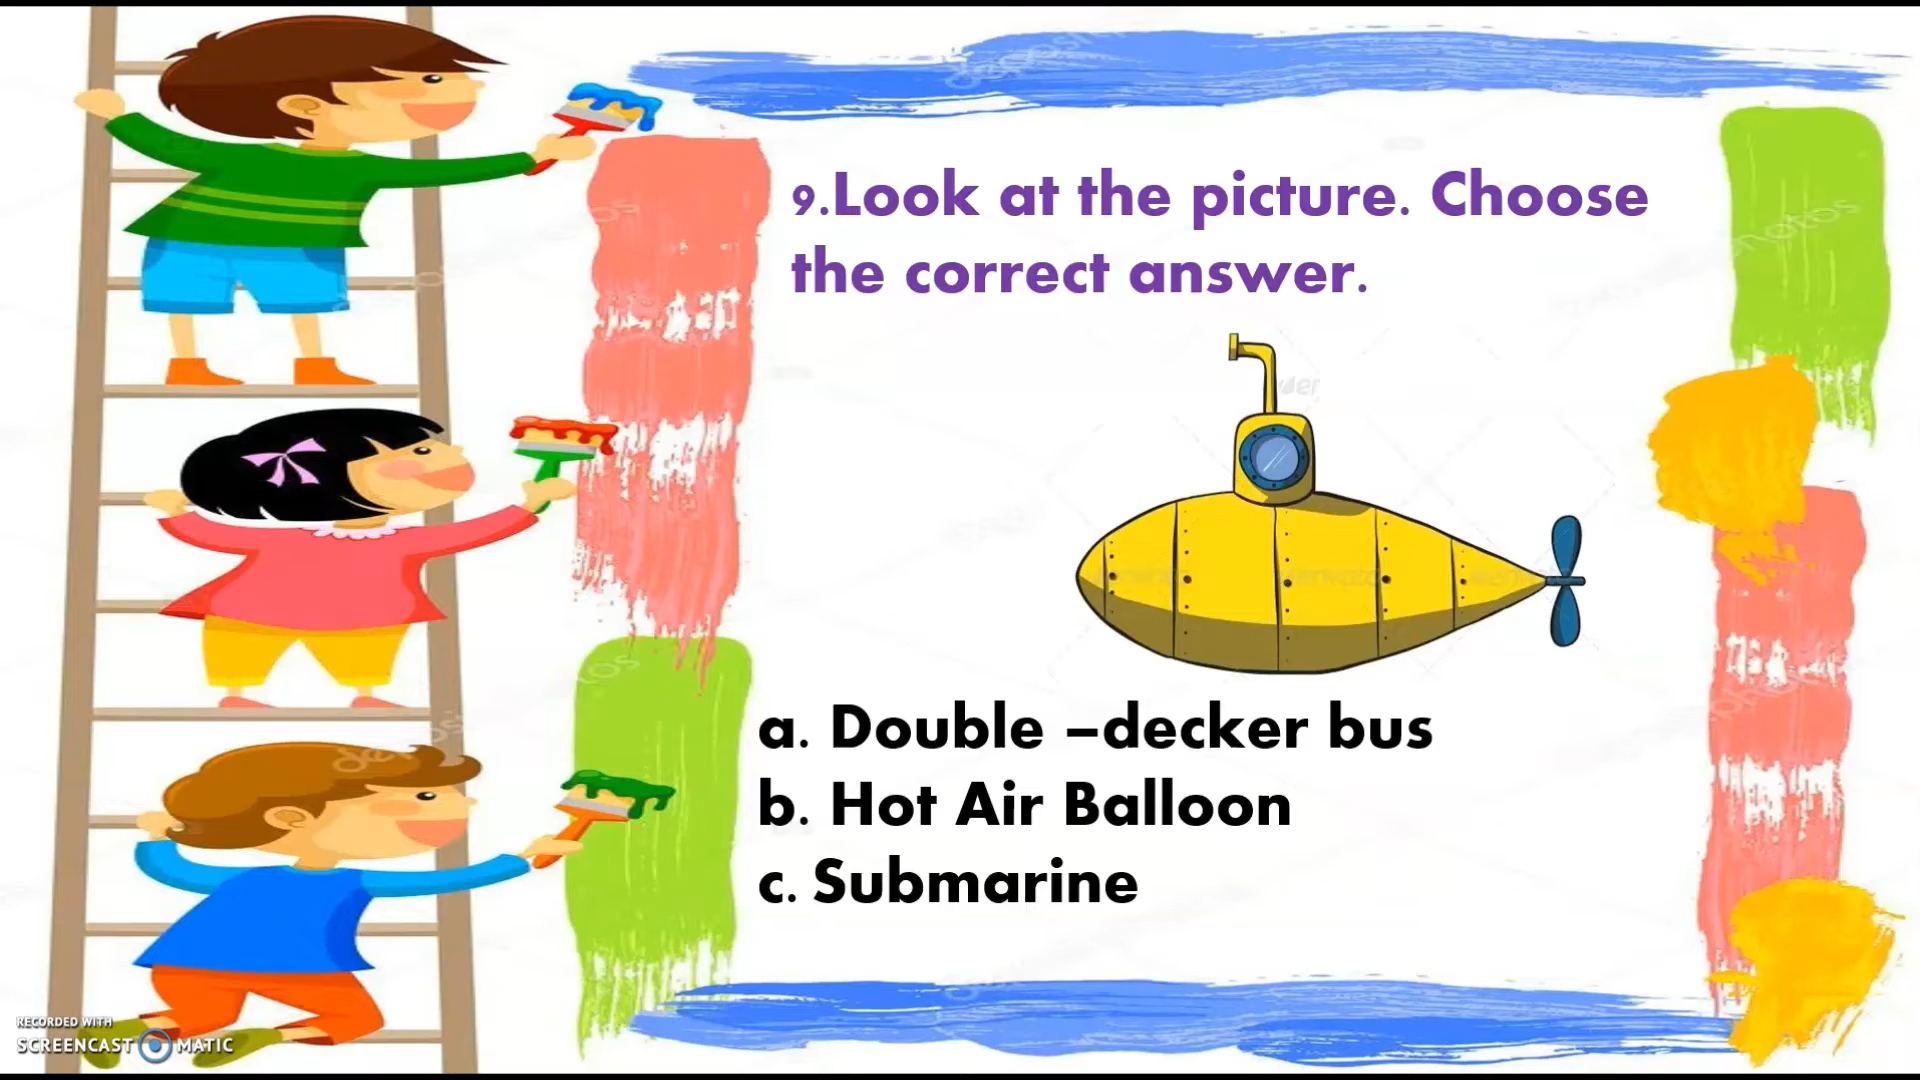 9.Look at the picture. Choose
the correct answer.
a. Double –decker bus
b. Hot Air Balloon
c. Submarine
RECORDED WITH
SCREENCAST MATIC